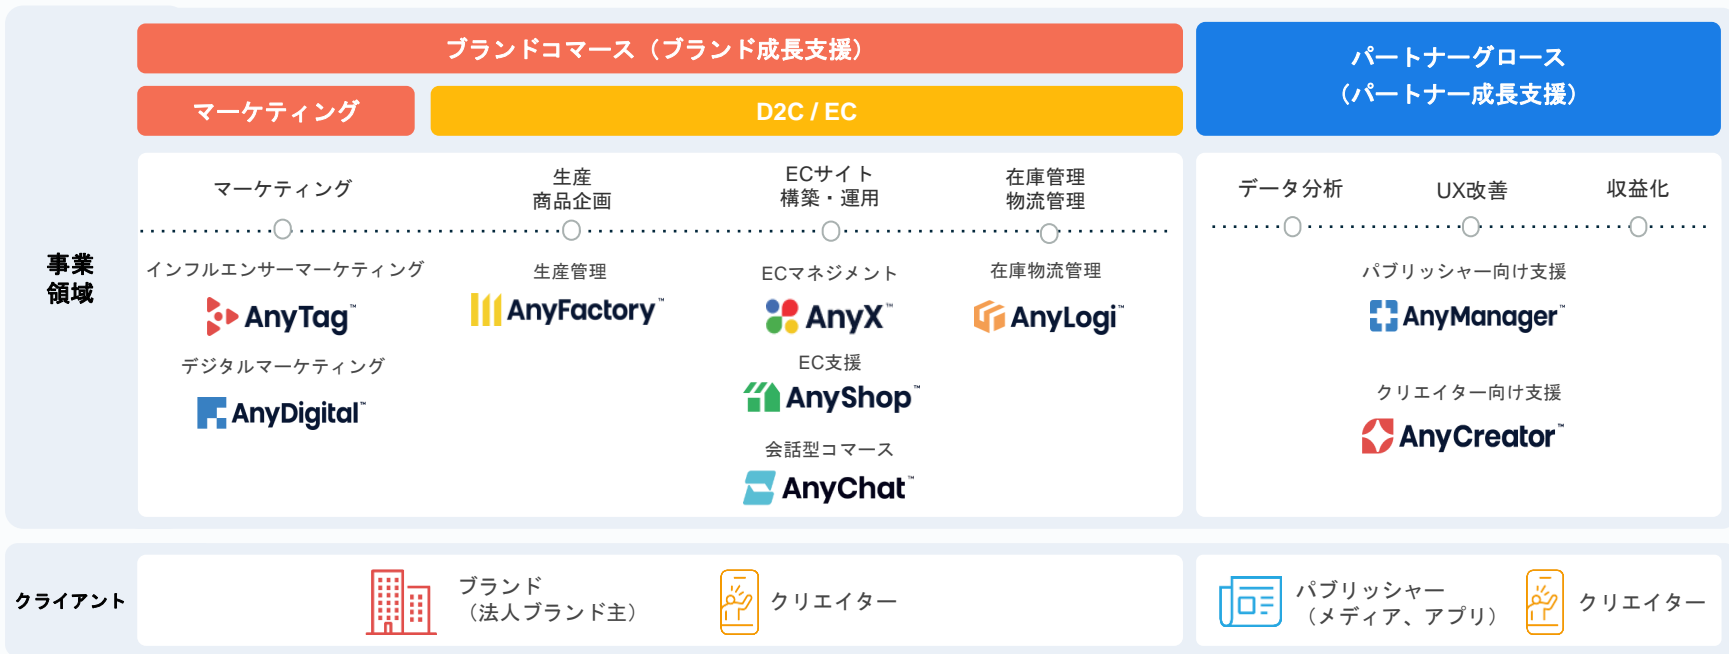 ブランドコマース（ブランド成長支援）
パートナーグロース
（パートナー成長支援）
マーケティング
D2C / EC
事業
領域
マーケティング
生産
商品企画
ECサイト
構築・運用
在庫管理
物流管理
データ分析
UX改善
収益化
インフルエンサーマーケティング
AnyTag™
デジタルマーケティング
AnyDigital™
生産管理
AnyFactory™
ECマネジメント
AnyX™
EC支援
AnyShop™
会話型コマース
AnyChat™
在庫物流管理
AnyLogi™
パブリッシャー向け支援
AnyManager™
クリエイター向け支援
AnyCreator™
クライアント
ブランド
（法人ブランド主）
クリエイター
パブリッシャー
（メディア、アプリ）
クリエイター